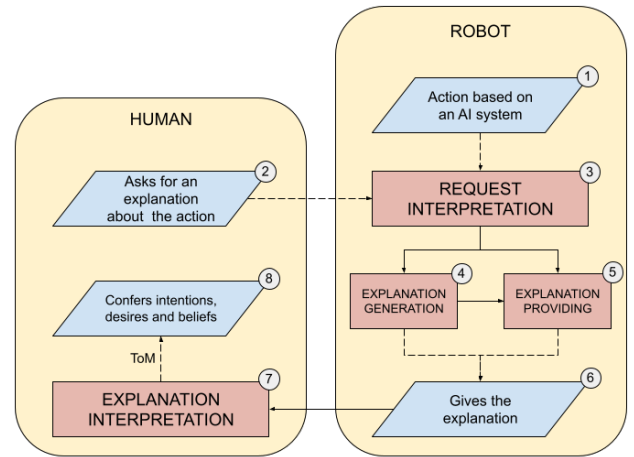 ROBOT
1
Action based on
an AI system
HUMAN
2
Asks for an
explanation
about the action
3
REQUEST
INTERPRETATION
4
EXPLANATION
GENERATION
5
EXPLANATION
PROVIDING
8
Confers intentions,
desires and beliefs
ToM
7
EXPLANATION
INTERPRETATION
6
Gives the
explanation